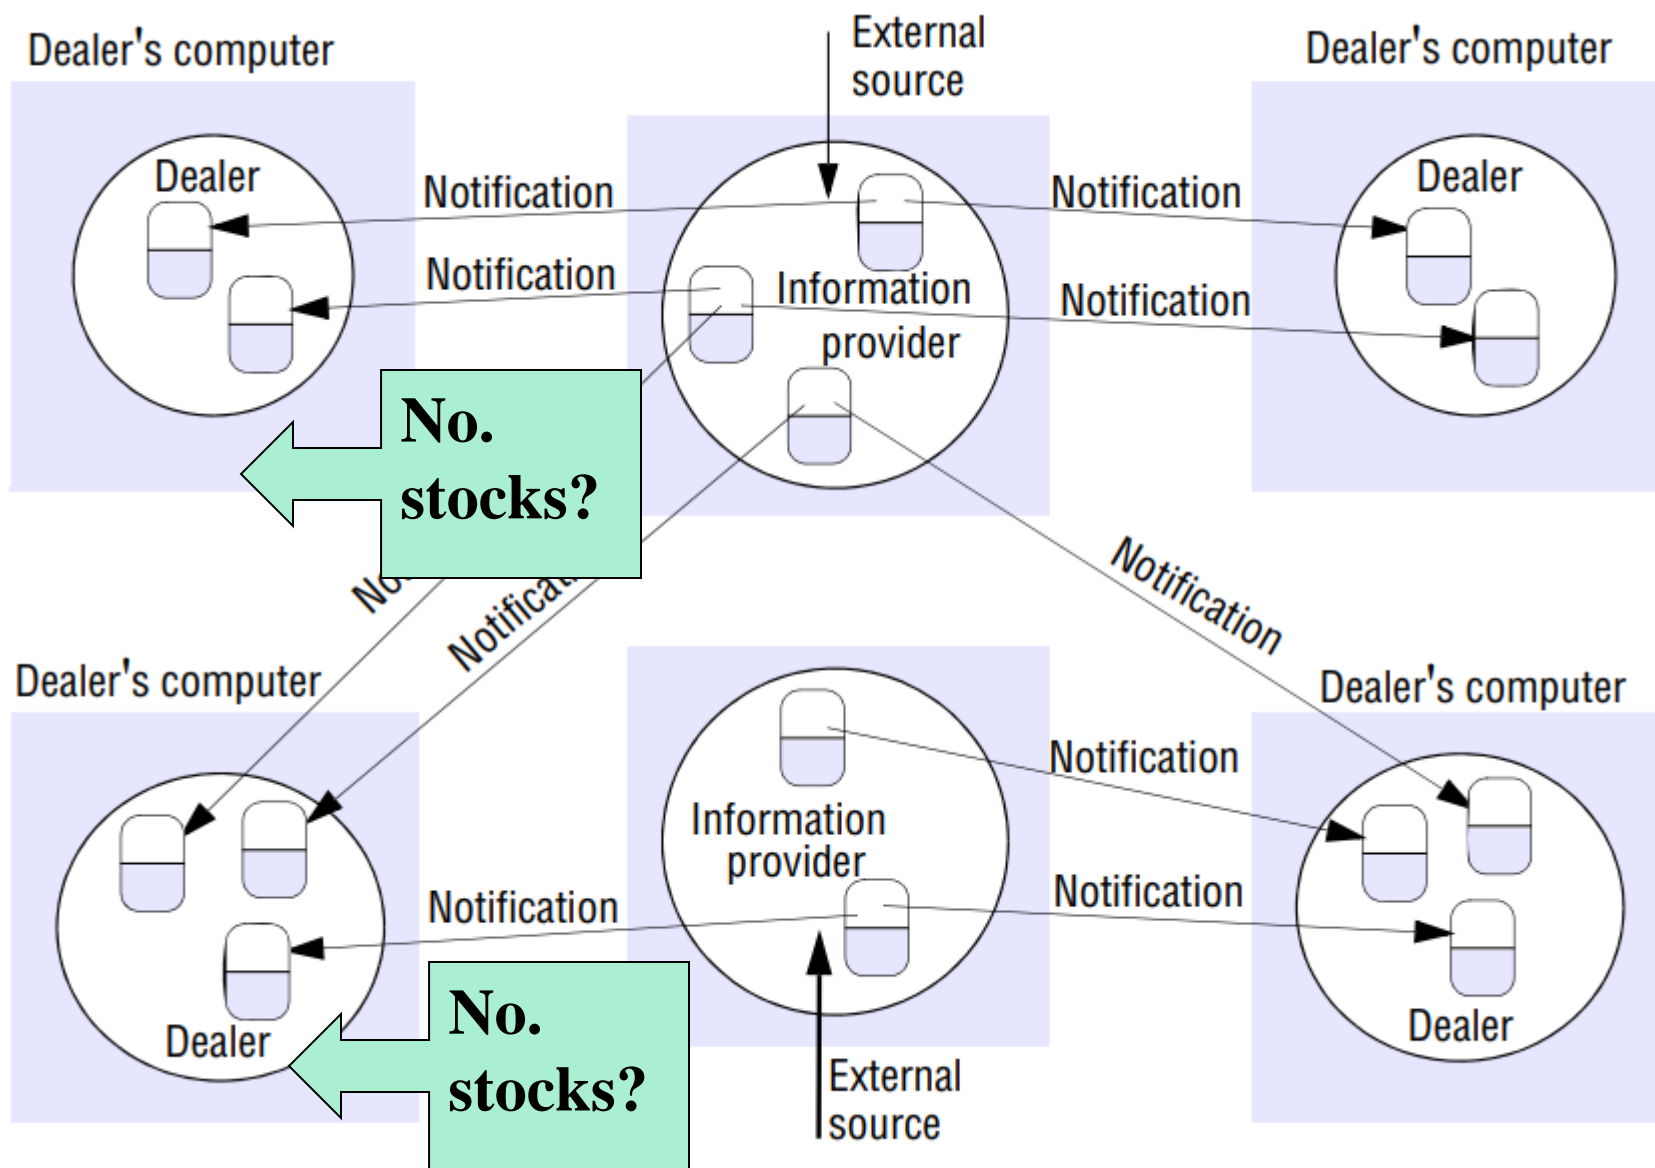 Dealer's computer
External
source
Dealer's computer
Dealer
Notification
Notification
Dealer
Notification
Information
provider
Notification
No.
stocks?
Notification
Dealer's computer
Dealer's computer
Notification
Information
provider
Notification
Notification
Dealer
No.
stocks?
External
source
Dealer